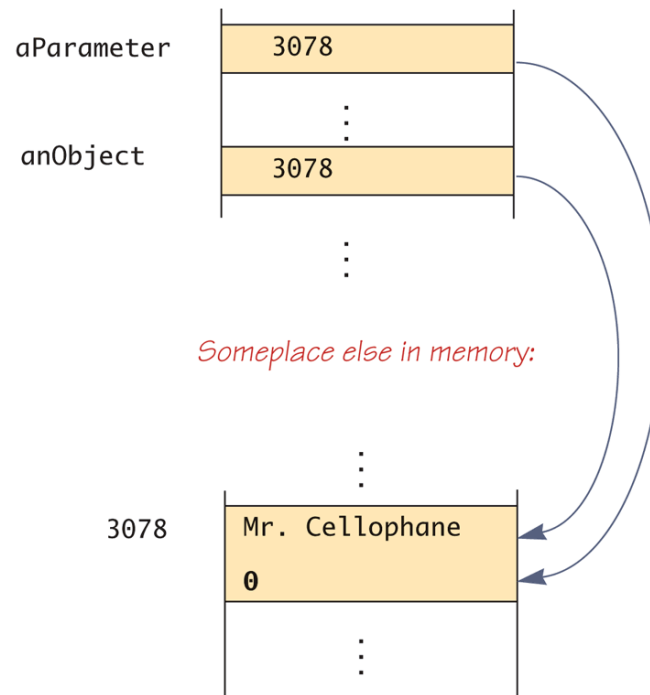 aParameter 3078
anObject 3078
Someplace else in memory:
3078 Mr. Cellophane
0